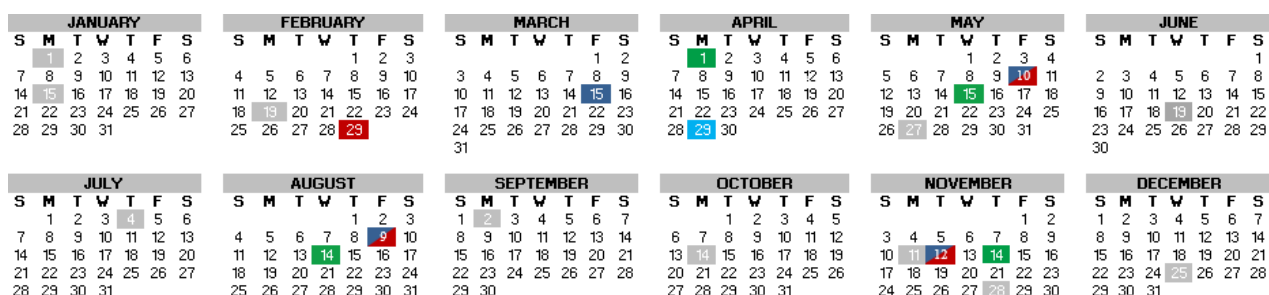 JANUARY FEBRUARY MARCH APRIL MAY JUNE
S M T W T F S S M T W T F S S M T W T F S S M T W T F S S M T W T F S S M T W T F S
1 2 3 4 5 6 1 2 3 1 2 1 2 3 4 5 6 1 2 3 4 1
7 8 9 10 11 12 13 4 5 6 7 8 9 10 3 4 5 6 7 8 9 7 8 9 10 11 12 13 5 6 7 8 9 10 11 2 3 4 5 6 7 8
14 15 16 17 18 19 20 11 12 13 14 15 16 17 10 11 12 13 14 15 16 14 15 16 17 18 19 20 12 13 14 15 16 17 18 9 10 11 12 13 14 15
21 22 23 24 25 26 27 18 19 20 21 22 23 24 17 18 19 20 21 22 23 21 22 23 24 25 26 27 19 20 21 22 23 24 25 16 17 18 19 20 21 22
28 29 30 31 25 26 27 28 29 24 25 26 27 28 29 30 28 29 30 26 27 28 29 30 31 23 24 25 26 27 28 29
31 30
JULY AUGUST SEPTEMBER OCTOBER NOVEMBER DECEMBER
S M T W T F S S M T W T F S S M T W T F S S M T W T F S S M T W T F S S M T W T F S
1 2 3 4 5 6 1 2 3 1 2 3 4 5 6 7 1 2 3 4 5 1 2 1 2 3 4 5 6 7
7 8 9 10 11 12 13 4 5 6 7 8 9 10 8 9 10 11 12 13 14 6 7 8 9 10 11 12 3 4 5 6 7 8 9 8 9 10 11 12 13 14
14 15 16 17 18 19 20 11 12 13 14 15 16 17 15 16 17 18 19 20 21 13 14 15 16 17 18 19 10 11 12 13 14 15 16 15 16 17 18 19 20 21
21 22 23 24 25 26 27 18 19 20 21 22 23 24 22 23 24 25 26 27 28 20 21 22 23 24 25 26 17 18 19 20 21 22 23 22 23 24 25 26 27 28
28 29 30 31 25 26 27 28 29 30 31 29 30 27 28 29 30 31 24 25 26 27 28 29 30 29 30 31